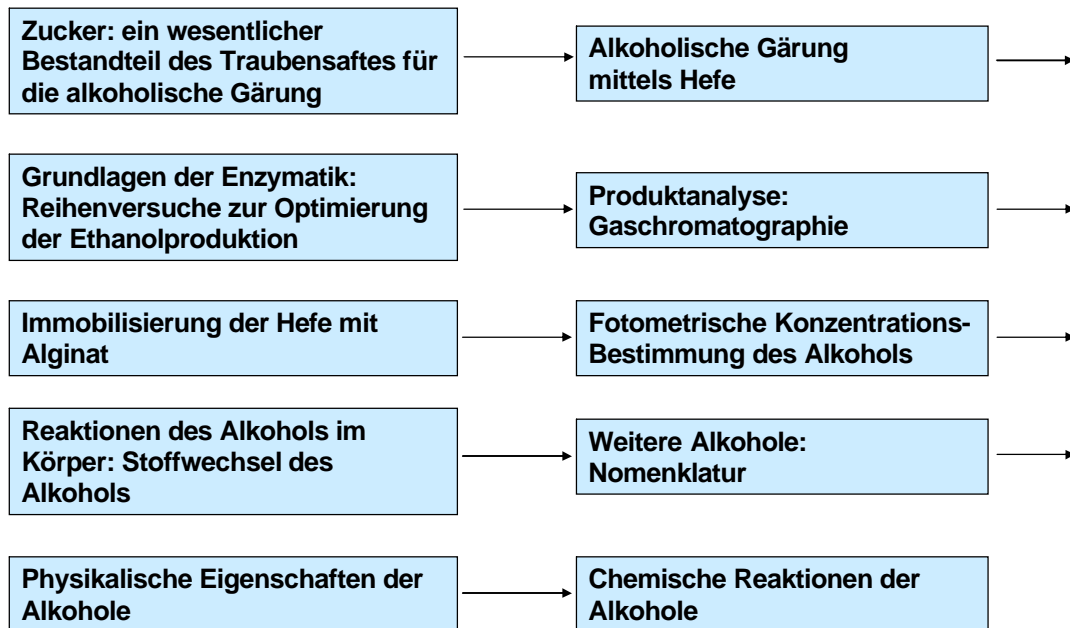 Zucker: ein wesentlicher
Bestandteil des Traubensaftes für
die alkoholische Gärung
Alkoholische Gärung
mittels Hefe
Grundlagen der Enzymatik:
Reihenversuche zur Optimierung
der Ethanolproduktion
Produktanalyse:
Gaschromatographie
Immobilisierung der Hefe mit
Alginat
Fotometrische Konzentrations-
Bestimmung des Alkohols
Reaktionen des Alkohols im
Körper: Stoffwechsel des
Alkohols
Weitere Alkohole:
Nomenklatur
Physikalische Eigenschaften der
Alkohole
Chemische Reaktionen der
Alkohole